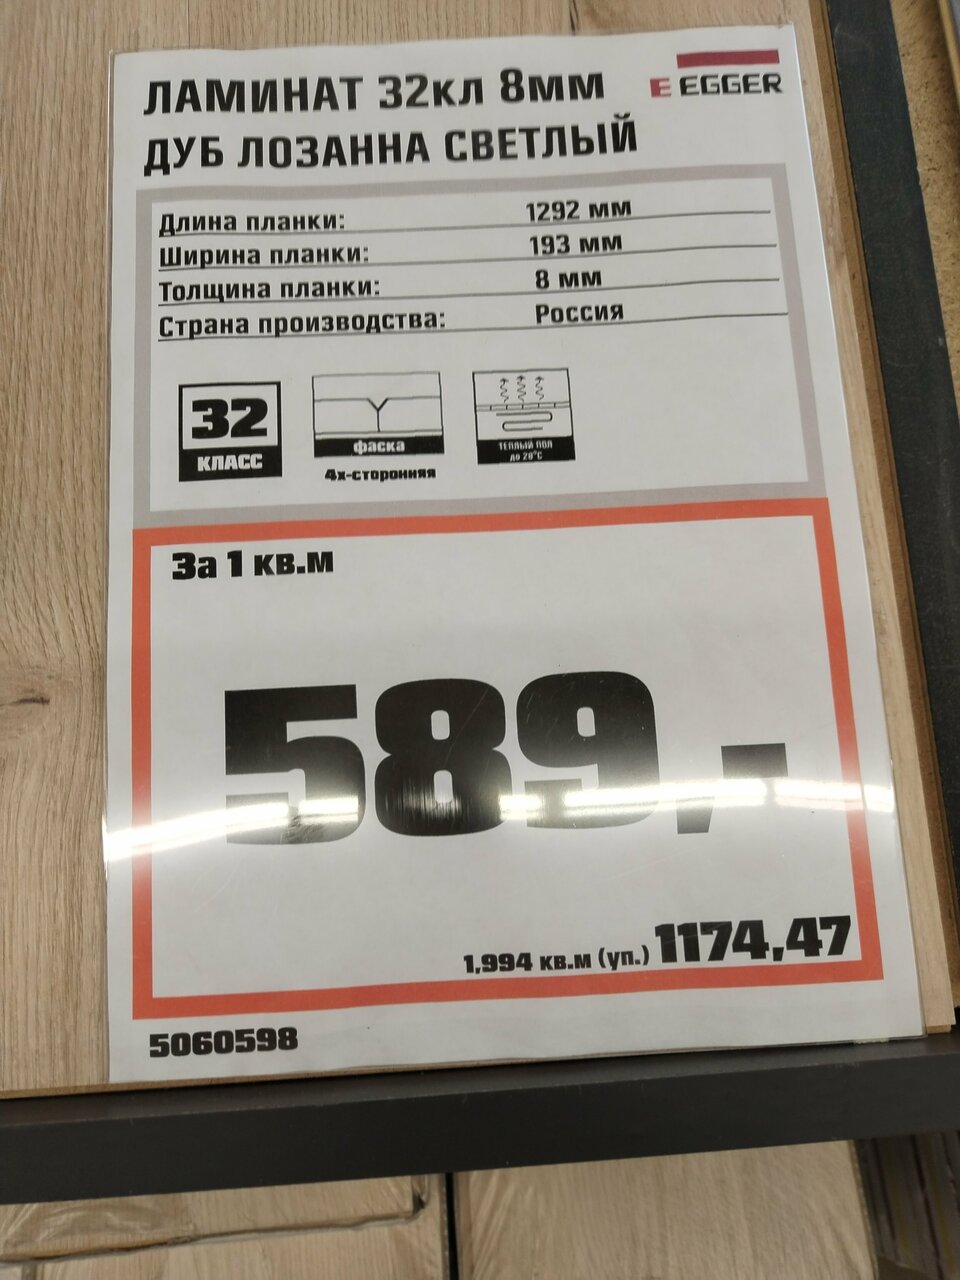 ЛАМИНАТ 32кл 8мм
E EGGER
ДУБ ЛОЗАННА СВЕТЛЫЙ
Длина планки: 1292 мм
Ширина планки: 193 мм
Толщина планки: 8 мм
Страна производства: Россия
32
КЛАСС
фаска
4х-сторонняя
ТЕПЛЫЙ ПОЛ
до 28°С
За 1 кв.м
589,-
1,994 кв.м (уп.) 1174,47
5060598